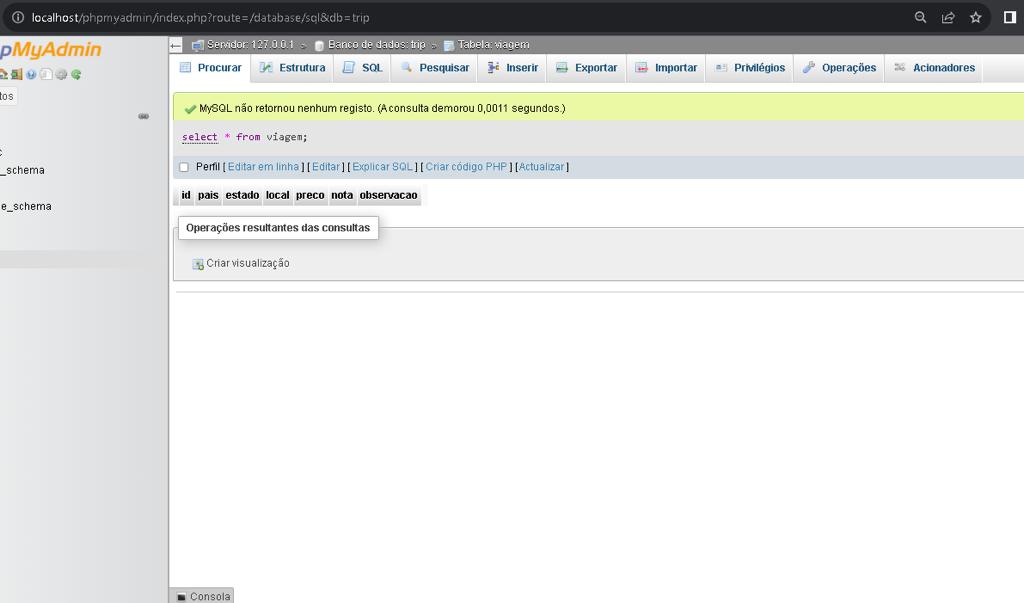 localhost/phpmyadmin/index.php?route=/database/sql&db=trip
pMyAdmin
Servidor: 127.0.0.1 » Banco de dados: trip » Tabela: viagem
Procurar Estrutura SQL Pesquisar Inserir Exportar Importar Privilégios Operações Acionadores
tos
MySQL não retornou nenhum registo. (A consulta demorou 0,0011 segundos.)
select * from viagem;
c
_schema
Perfil [ Editar em linha ] [ Editar ] [ Explicar SQL ] [ Criar código PHP ] [Actualizar ]
id pais estado local preco nota observacao
e_schema
Operações resultantes das consultas
Criar visualização
Consola